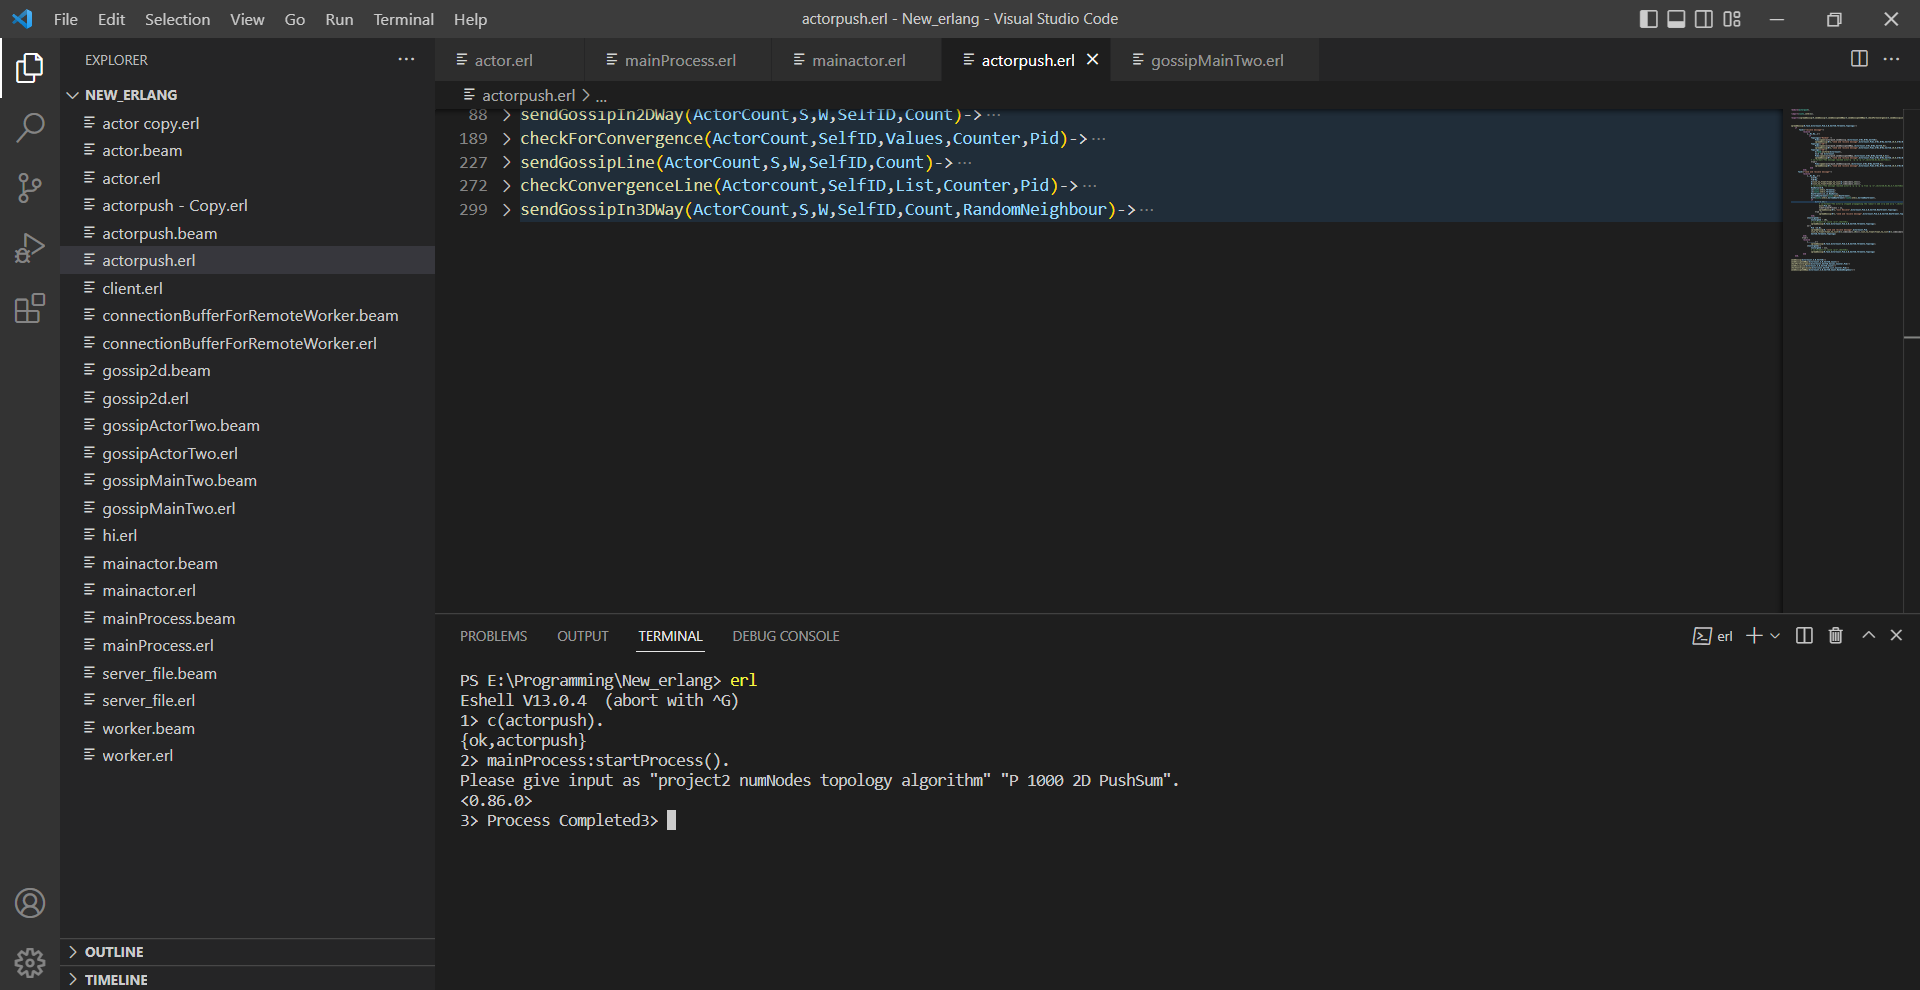 File Edit Selection View Go Run Terminal Help
actorpush.erl - New_erlang - Visual Studio Code
EXPLORER
NEW_ERLANG
actor copy.erl
actor.beam
actor.erl
actorpush - Copy.erl
actorpush.beam
actorpush.erl
client.erl
connectionBufferForRemoteWorker.beam
connectionBufferForRemoteWorker.erl
gossip2d.beam
gossip2d.erl
gossipActorTwo.beam
gossipActorTwo.erl
gossipMainTwo.beam
gossipMainTwo.erl
hi.erl
mainactor.beam
mainactor.erl
mainProcess.beam
mainProcess.erl
server_file.beam
server_file.erl
worker.beam
worker.erl
OUTLINE
TIMELINE
actor.erl mainProcess.erl mainactor.erl actorpush.erl gossipMainTwo.erl
actorpush.erl > ...
88 > sendGossipIn2DWay(ActorCount,S,W,SelfID,Count)->···
189 > checkForConvergence(ActorCount,SelfID,Values,Counter,Pid)->···
227 > sendGossipLine(ActorCount,S,W,SelfID,Count)->···
272 > checkConvergenceLine(Actorcount,SelfID,List,Counter,Pid)->···
299 > sendGossipIn3DWay(ActorCount,S,W,SelfID,Count,RandomNeighbour)->···
PROBLEMS OUTPUT TERMINAL DEBUG CONSOLE
erl
PS E:\Programming\New_erlang> erl
Eshell V13.0.4  (abort with ^G)
1> c(actorpush).
{ok,actorpush}
2> mainProcess:startProcess().
Please give input as "project2 numNodes topology algorithm" "P 1000 2D PushSum".
<0.86.0>
3> Process Completed3>